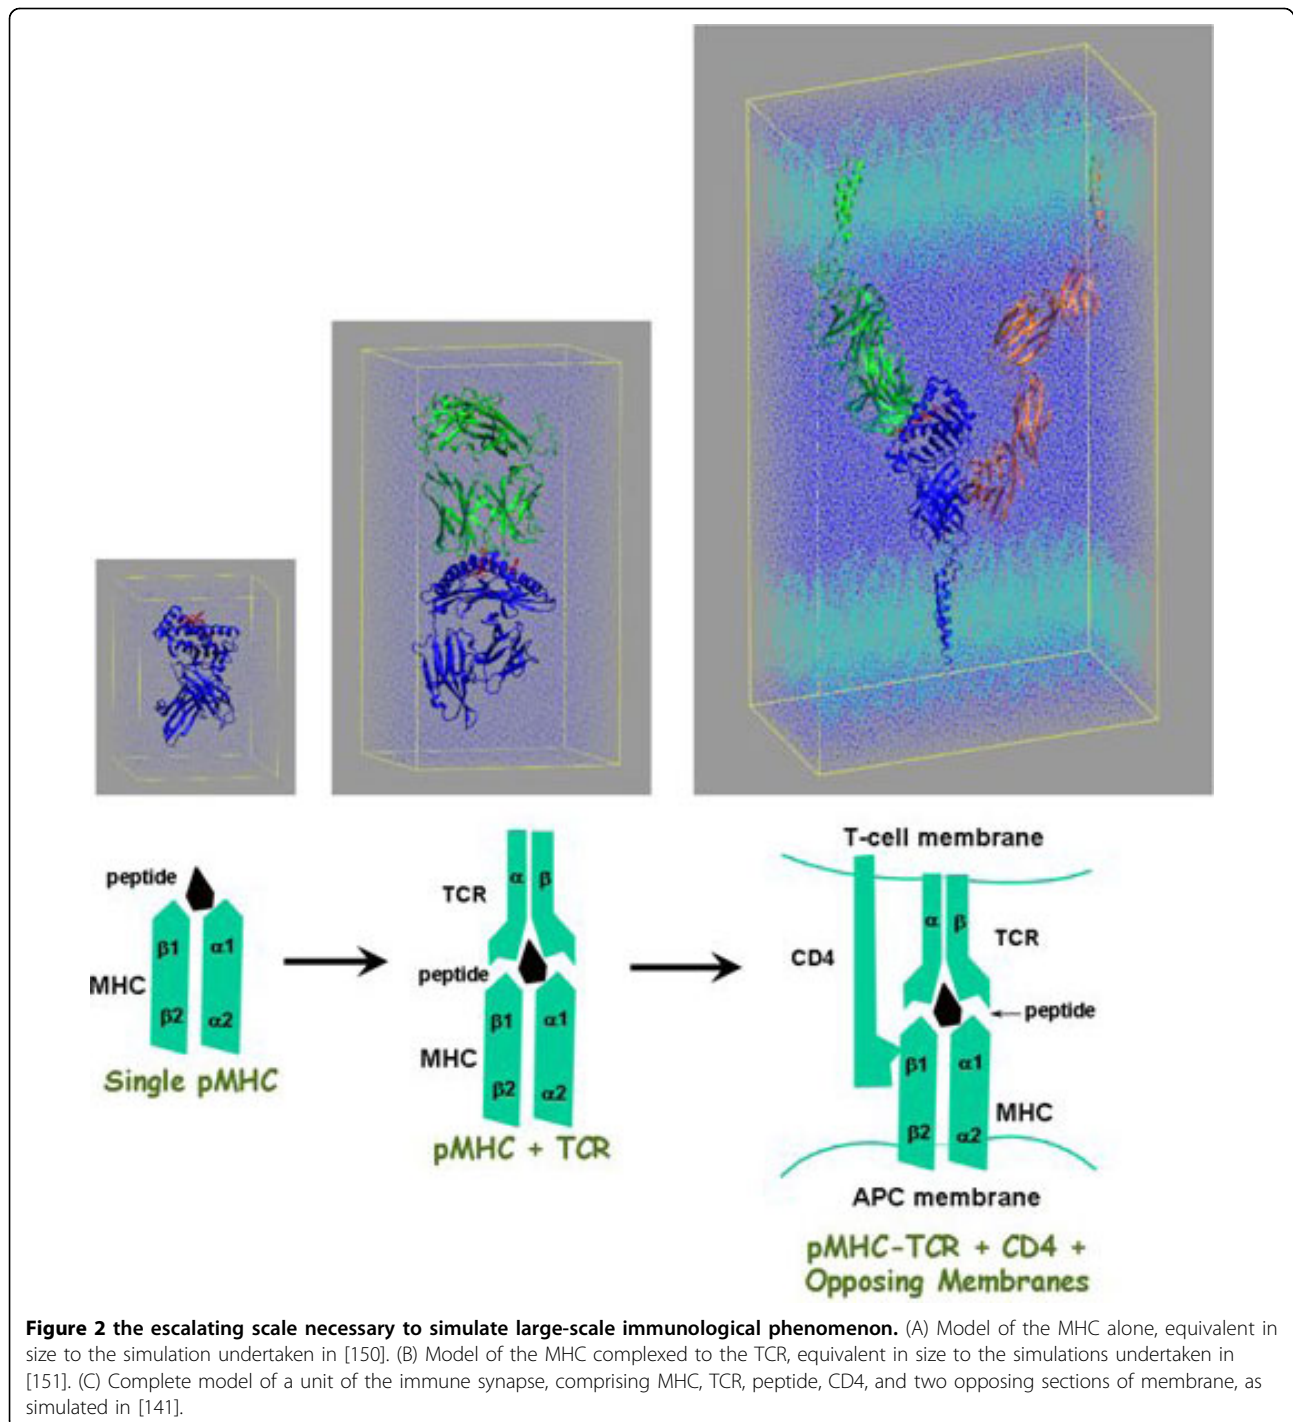 peptide
β1
α1
MHC
β2
α2
Single pMHC
α
β
TCR
peptide
β1
α1
MHC
β2
α2
pMHC + TCR
T-cell membrane
α
β
TCR
CD4
peptide
β1
α1
MHC
β2
α2
APC membrane
pMHC-TCR + CD4 +
Opposing Membranes
Figure 2 the escalating scale necessary to simulate large-scale immunological phenomenon. (A) Model of the MHC alone, equivalent in
size to the simulation undertaken in [150]. (B) Model of the MHC complexed to the TCR, equivalent in size to the simulations undertaken in
[151]. (C) Complete model of a unit of the immune synapse, comprising MHC, TCR, peptide, CD4, and two opposing sections of membrane, as
simulated in [141].